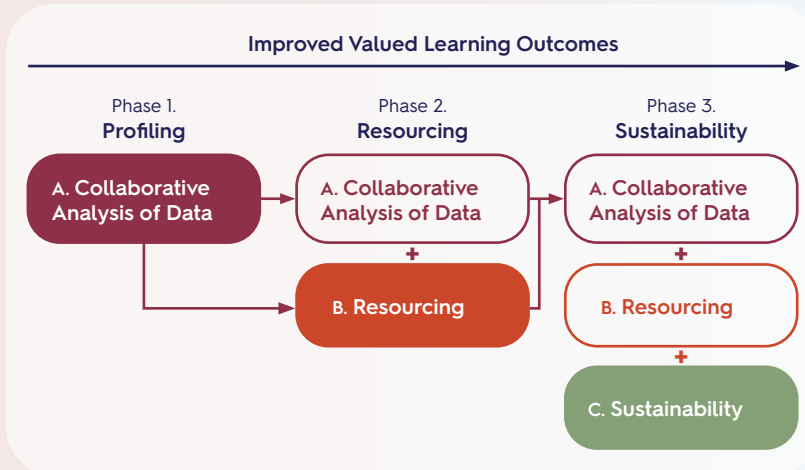 Improved Valued Learning Outcomes
Phase 1.
Profiling
A. Collaborative
Analysis of Data
Phase 2.
Resourcing
A. Collaborative
Analysis of Data
+
B. Resourcing
Phase 3.
Sustainability
A. Collaborative
Analysis of Data
+
B. Resourcing
+
C. Sustainability